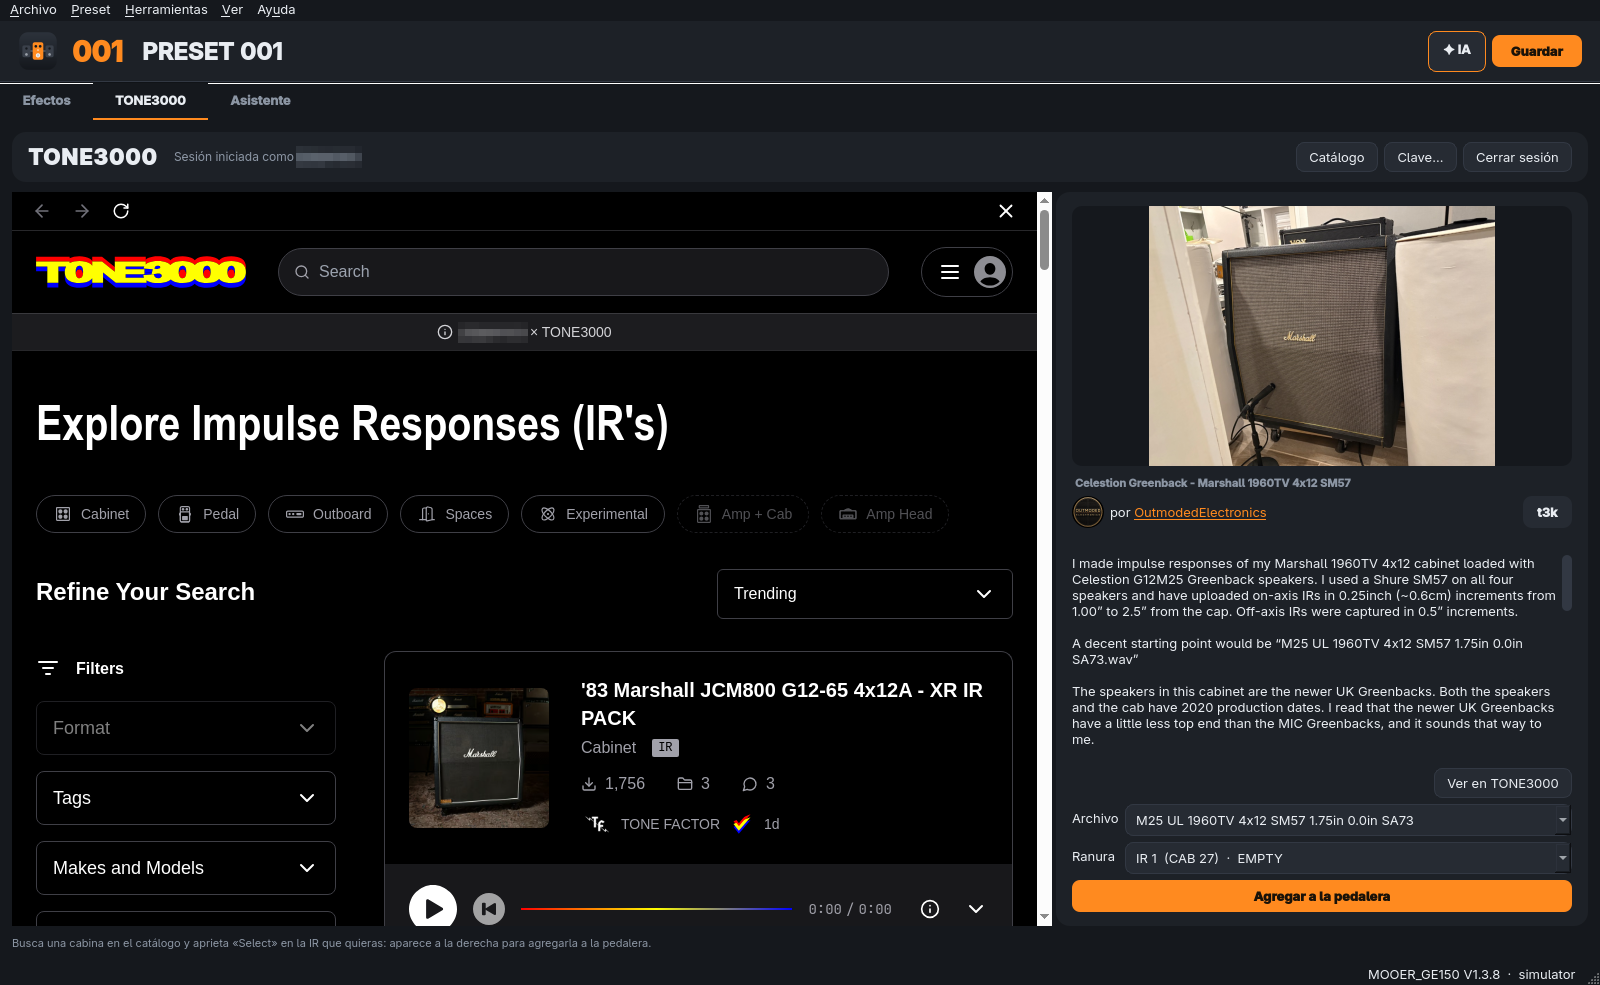 Archivo Preset Herramientas Ver Ayuda
001 PRESET 001
IA
Guardar
Efectos TONE3000 Asistente
TONE3000 Sesión iniciada como
Catálogo Clave... Cerrar sesión
TONE3000
Search
× TONE3000
Explore Impulse Responses (IR's)
Cabinet Pedal Outboard Spaces Experimental Amp + Cab Amp Head
Refine Your Search
Trending
Filters
Format
Tags
Makes and Models
'83 Marshall JCM800 G12-65 4x12A - XR IR
PACK
Cabinet IR
1,756 3 3
TONE FACTOR 1d
0:00 / 0:00
Marshall
VOX
Marshall
Celestion Greenback - Marshall 1960TV 4x12 SM57
por OutmodedElectronics
t3k
I made impulse responses of my Marshall 1960TV 4x12 cabinet loaded with
Celestion G12M25 Greenback speakers. I used a Shure SM57 on all four
speakers and have uploaded on-axis IRs in 0.25inch (~0.6cm) increments from
1.00” to 2.5” from the cap. Off-axis IRs were captured in 0.5” increments.
A decent starting point would be “M25 UL 1960TV 4x12 SM57 1.75in 0.0in
SA73.wav”
The speakers in this cabinet are the newer UK Greenbacks. Both the speakers
and the cab have 2020 production dates. I read that the newer UK Greenbacks
have a little less top end than the MIC Greenbacks, and it sounds that way to
me.
Ver en TONE3000
Archivo M25 UL 1960TV 4x12 SM57 1.75in 0.0in SA73
Ranura IR 1 (CAB 27) · EMPTY
Agregar a la pedalera
Busca una cabina en el catálogo y aprieta «Select» en la IR que quieras: aparece a la derecha para agregarla a la pedalera.
MOOER_GE150 V1.3.8 · simulator